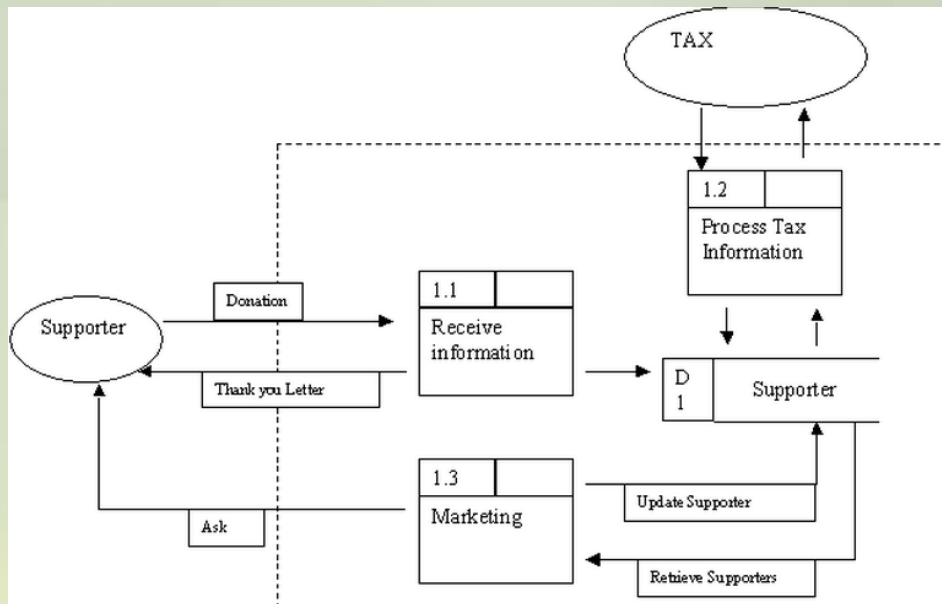 TAX
1.2
Process Tax
Information
Donation
1.1
Supporter
Receive
information
Thank you Letter
D
1
Supporter
1.3
Marketing
Update Supporter
Ask
Retrieve Supporters